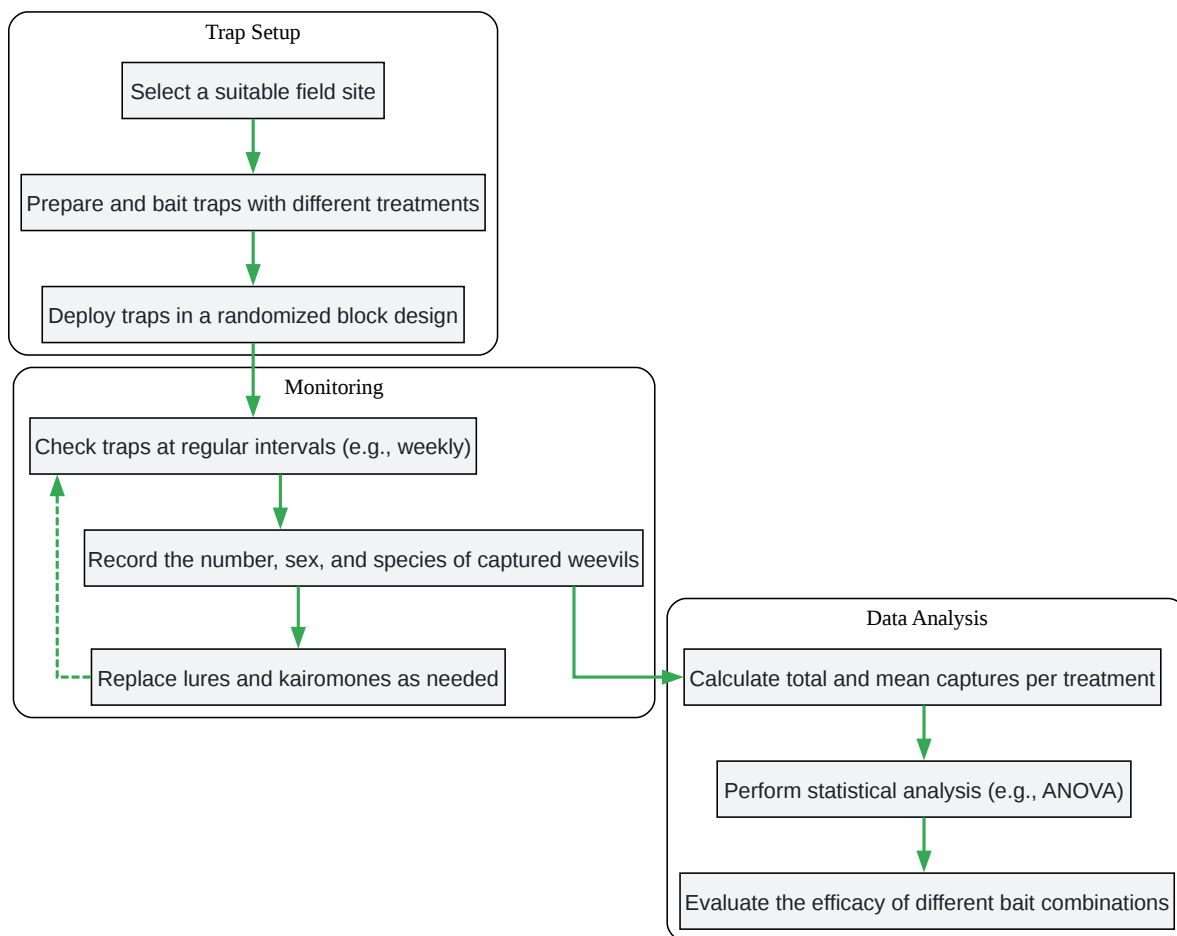 Trap Setup
Select a suitable field site
Prepare and bait traps with different treatments
Deploy traps in a randomized block design
Monitoring
Check traps at regular intervals (e.g., weekly)
Record the number, sex, and species of captured weevils
Replace lures and kairomones as needed
Data Analysis
Calculate total and mean captures per treatment
Perform statistical analysis (e.g., ANOVA)
Evaluate the efficacy of different bait combinations